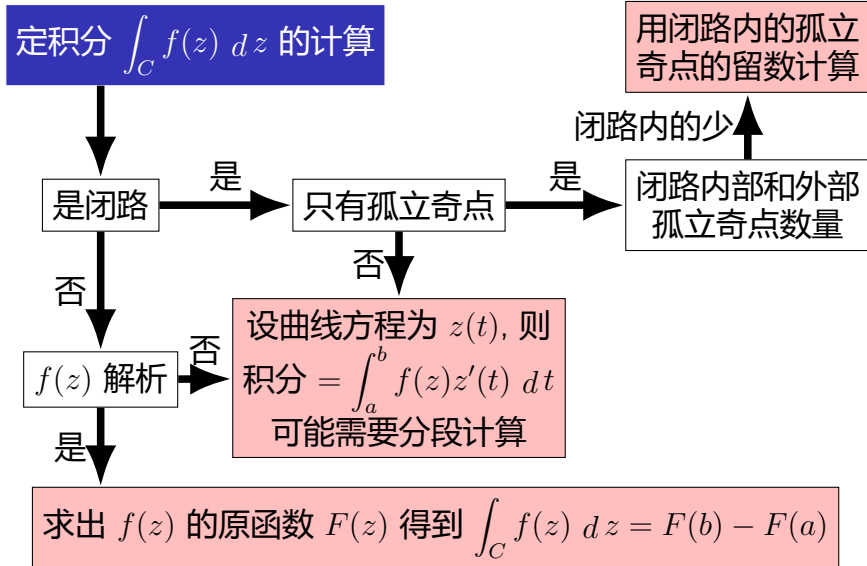 定积分 ∫_C f(z) dz 的计算
用闭路内的孤立
奇点的留数计算
闭路内的少
是闭路
是
只有孤立奇点
是
闭路内部和外部
孤立奇点数量
否
否
设曲线方程为 z(t), 则
积分 = ∫_a^b f(z)z′(t) dt
可能需要分段计算
f(z) 解析
否
是
求出 f(z) 的原函数 F(z) 得到 ∫_C f(z) dz = F(b) − F(a)